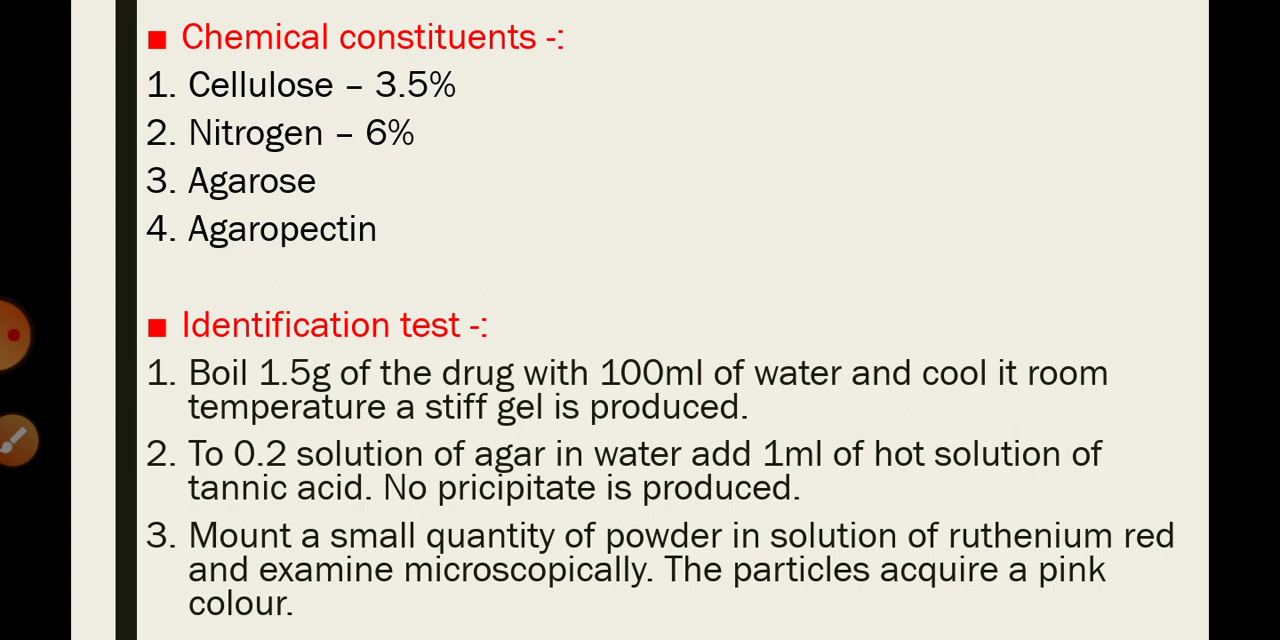 ■ Chemical constituents -:
1. Cellulose – 3.5%
2. Nitrogen – 6%
3. Agarose
4. Agaropectin
■ Identification test -:
1. Boil 1.5g of the drug with 100ml of water and cool it room
temperature a stiff gel is produced.
2. To 0.2 solution of agar in water add 1ml of hot solution of
tannic acid. No pricipitate is produced.
3. Mount a small quantity of powder in solution of ruthenium red
and examine microscopically. The particles acquire a pink
colour.